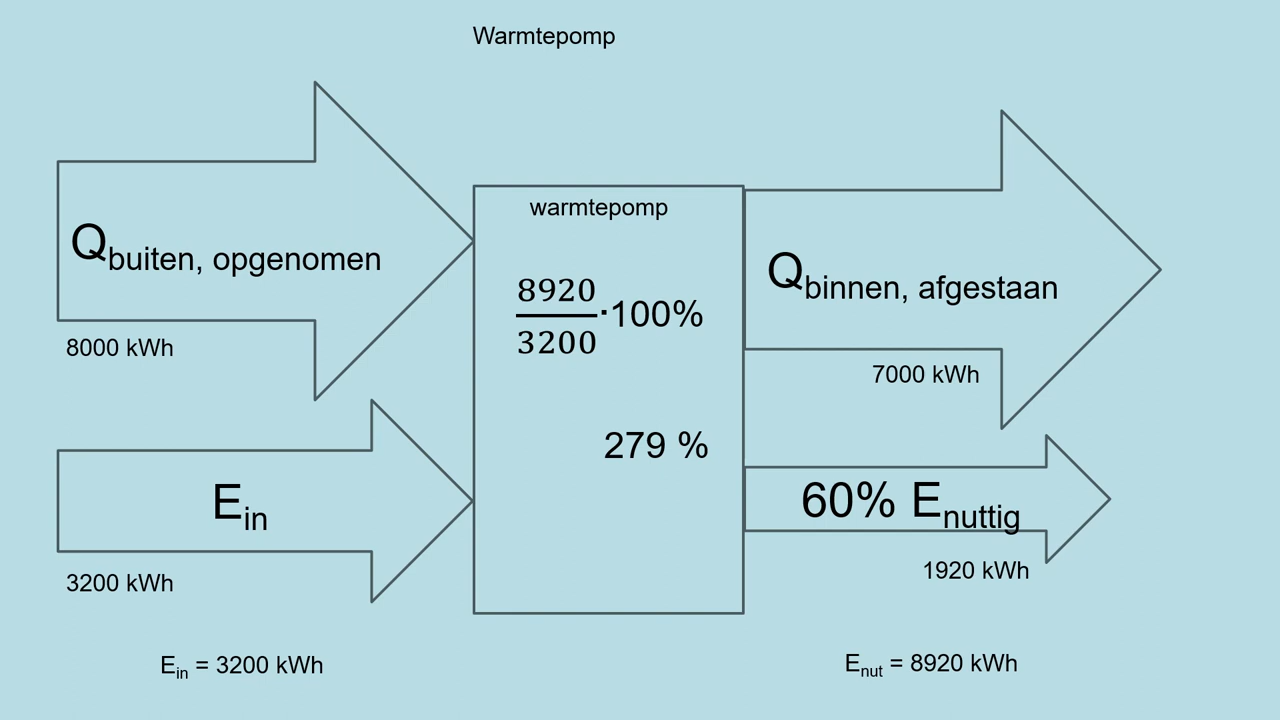 Warmtepomp
Qbuiten, opgenomen
8000 kWh
Ein
3200 kWh
Ein = 3200 kWh
warmtepomp
8920
3200
·100%
279 %
Qbinnen, afgestaan
7000 kWh
60% Enuttig
1920 kWh
Enut = 8920 kWh